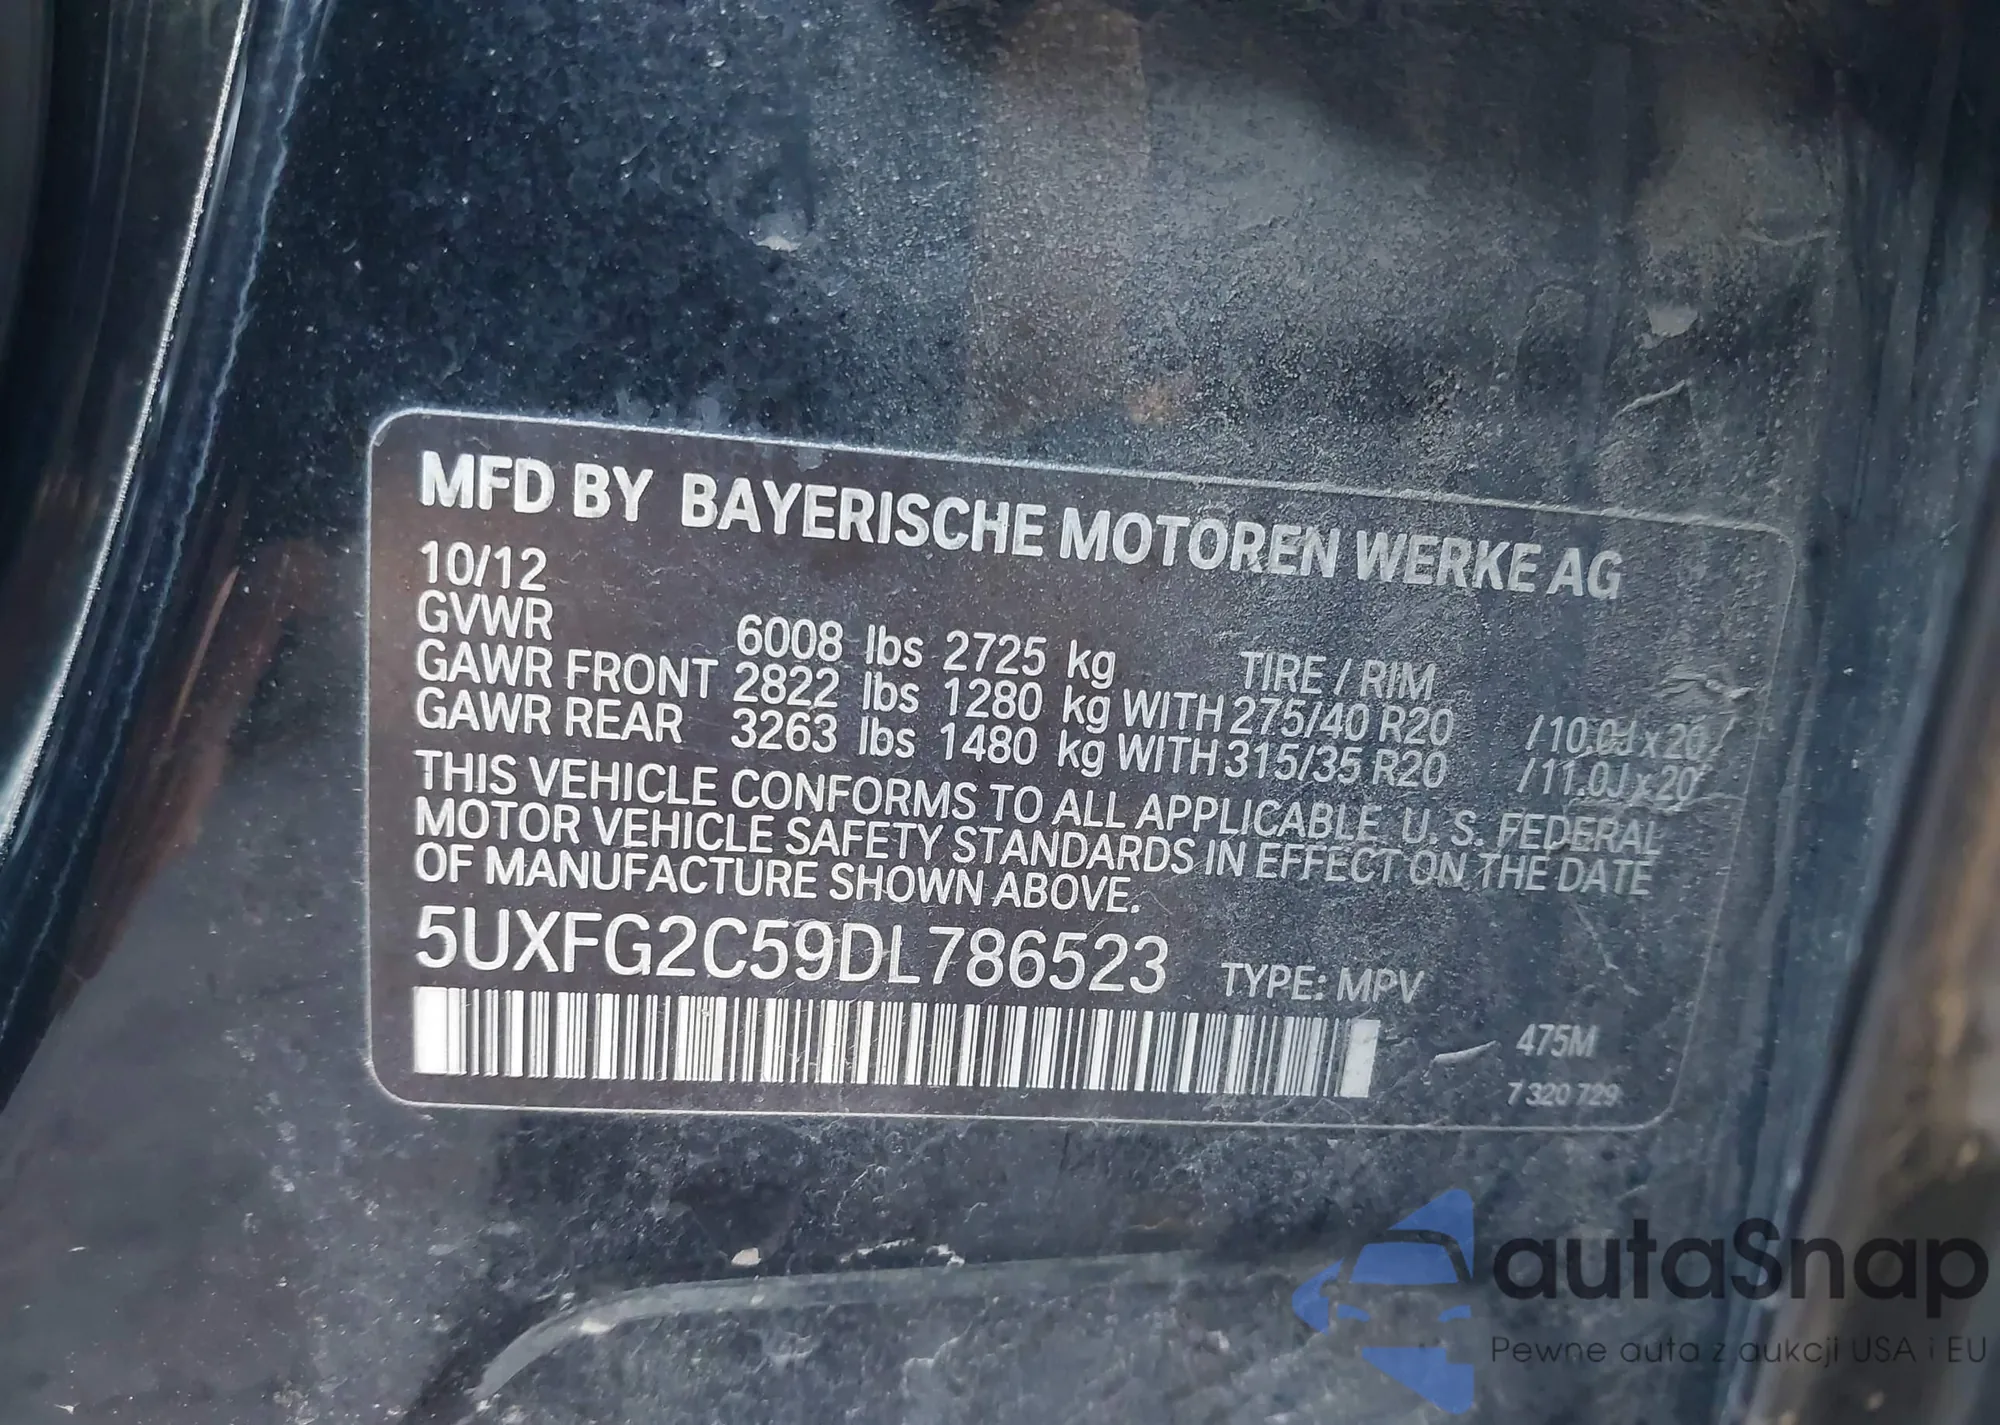 MFD BY BAYERISCHE MOTOREN WERKE AG
10/12
GVWR 6008 lbs 2725 kg TIRE / RIM
GAWR FRONT 2822 lbs 1280 kg WITH 275/40 R20 /10.0J x 20
GAWR REAR 3263 lbs 1480 kg WITH 315/35 R20 /11.0J x 20
THIS VEHICLE CONFORMS TO ALL APPLICABLE U. S. FEDERAL
MOTOR VEHICLE SAFETY STANDARDS IN EFFECT ON THE DATE
OF MANUFACTURE SHOWN ABOVE.
5UXFG2C59DL786523 TYPE: MPV
475M
7 320 729
autaSnap
Pewne auta z aukcji USA i EU